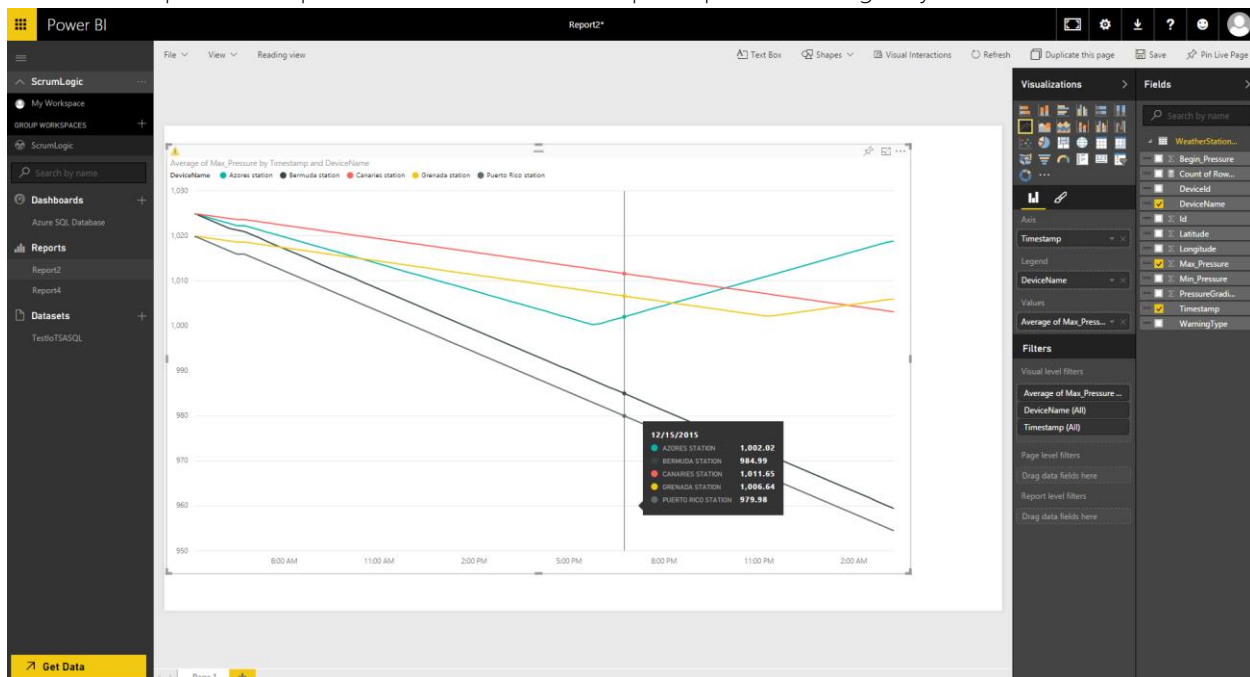 Power BI
Report2*
File View Reading view
Text Box Shapes Visual Interactions Refresh Duplicate this page Save Pin Live Page
ScrumLogic
My Workspace
GROUP WORKSPACES
ScrumLogic
Search by name
Dashboards
Azure SQL Database
Reports
Report2
Report4
Datasets
TestIoTSASQL
Get Data
Average of Max_Pressure by Timestamp and DeviceName
DeviceName Azores station Bermuda station Canaries station Grenada station Puerto Rico station
1,030
1,020
1,010
1,000
990
980
970
960
950
8:00 AM 11:00 AM 2:00 PM 5:00 PM 8:00 PM 11:00 PM 2:00 AM
12/15/2015
AZORES STATION 1,002.02
BERMUDA STATION 984.99
CANARIES STATION 1,011.65
GRENADA STATION 1,006.64
PUERTO RICO STATION 979.98
Page 1
Visualizations
Axis
Timestamp
Legend
DeviceName
Values
Average of Max_Press...
Filters
Visual level filters
Average of Max_Pressure ...
DeviceName (All)
Timestamp (All)
Page level filters
Drag data fields here
Report level filters
Drag data fields here
Fields
Search by name
WeatherStation...
Begin_Pressure
Count of Row...
DeviceId
DeviceName
Id
Latitude
Longitude
Max_Pressure
Min_Pressure
PressureGradi...
Timestamp
WarningType